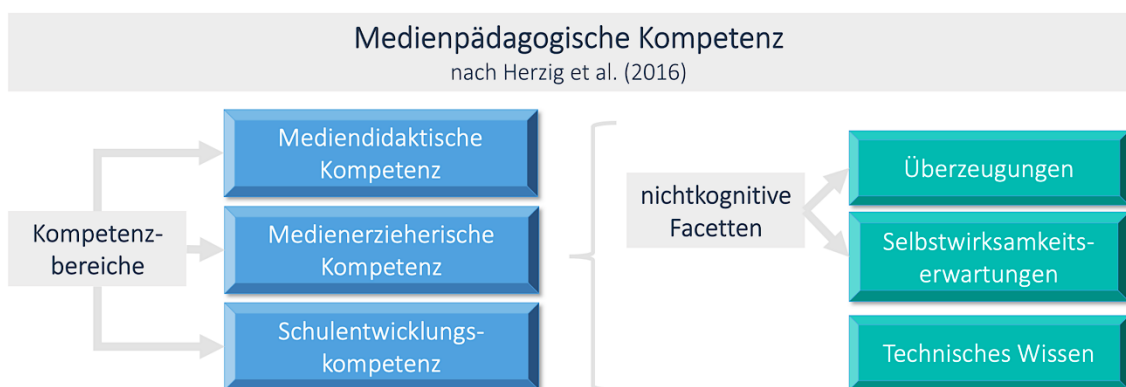 Medienpädagogische Kompetenz
nach Herzig et al. (2016)
Kompetenz-
bereiche
Mediendidaktische
Kompetenz
Medienerzieherische
Kompetenz
Schulentwicklungs-
kompetenz
nichtkognitive
Facetten
Überzeugungen
Selbstwirksamkeits-
erwartungen
Technisches Wissen